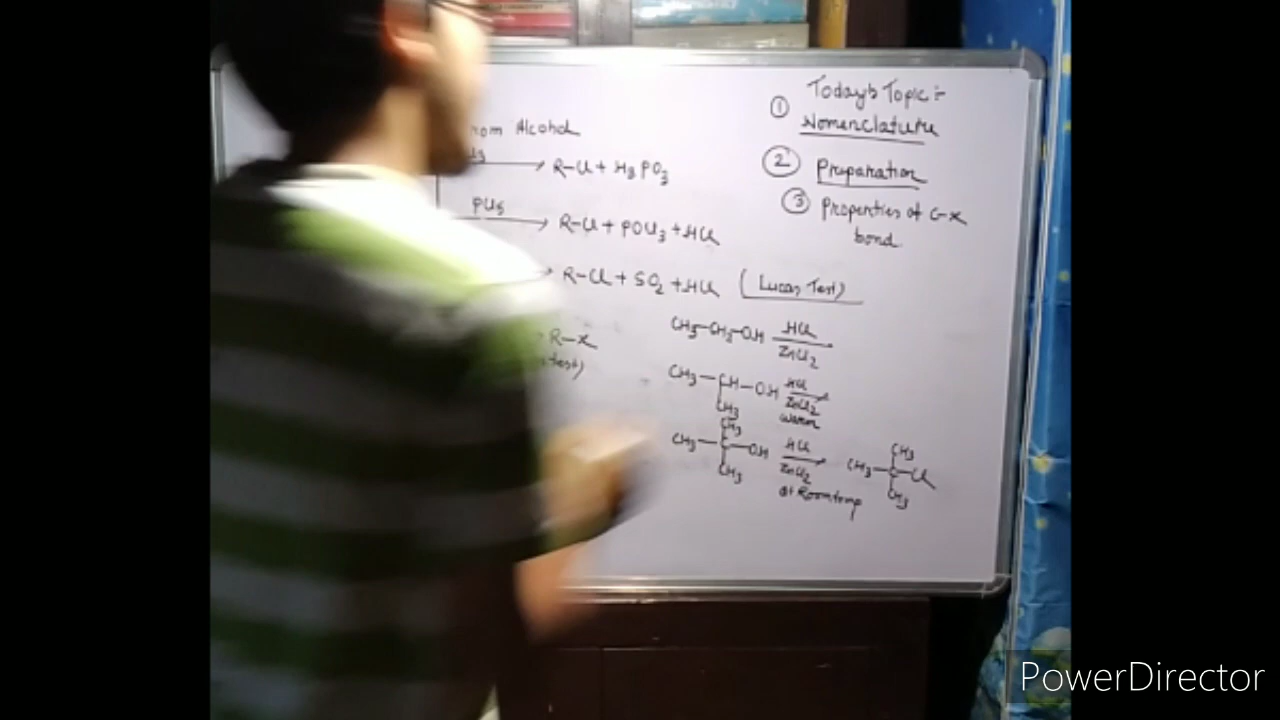 Today's Topic :-
① Nomenclature
② Preparation
③ Properties of C-X
bond
Alcohol
R-Cl + H3PO3
PCl5
R-Cl + POCl3 + HCl
R-Cl + SO2 + HCl
(Lucas Test)
R-X
CH3-CH2-OH HCl
ZnCl2
CH3-CH-OH HCl
CH3 ZnCl2
warm
CH3
CH3-C-OH HCl
CH3 ZnCl2
at Room temp
CH3
CH3-C-Cl
CH3
PowerDirector